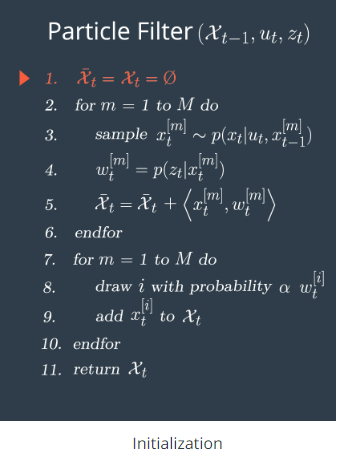 Particle Filter (𝒳ₜ₋₁, uₜ, zₜ)
1. 𝒳̄ₜ = 𝒳ₜ = Ø
2. for m = 1 to M do
3. sample xₜ^[m] ~ p(xₜ|uₜ, xₜ₋₁^[m])
4. wₜ^[m] = p(zₜ|xₜ^[m])
5. 𝒳̄ₜ = 𝒳̄ₜ + ⟨xₜ^[m], wₜ^[m]⟩
6. endfor
7. for m = 1 to M do
8. draw i with probability α wₜ^[i]
9. add xₜ^[i] to 𝒳ₜ
10. endfor
11. return 𝒳ₜ
Initialization